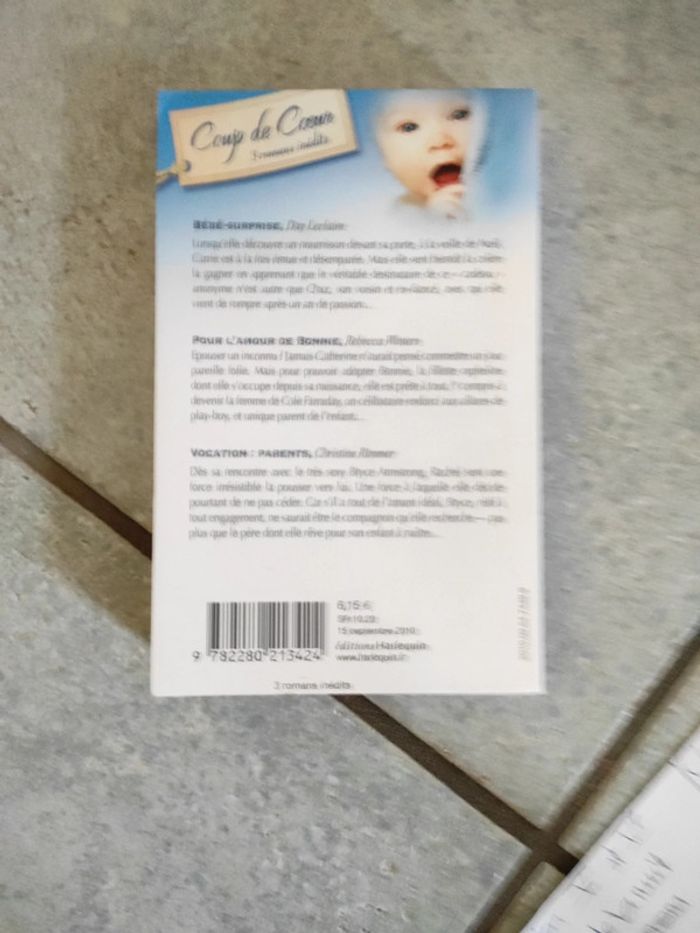 Coup de Cœur
3 romans inédits
BÉBÉ-SURPRISE, Day Leclaire
Lorsqu'elle découvre un nourrisson devant sa porte, à la veille de Noël,
Carrie est à la fois émue et désemparée. Mais elle sent bientôt la colère
la gagner en apprenant que le véritable destinataire de ce « cadeau »
anonyme n'est autre que Chaz, son voisin et ex-fiancé, avec qui elle
vient de rompre après un an de passion...
POUR L'AMOUR DE BONNIE, Rebecca Winters
Epouser un inconnu ! Jamais Catherine n'aurait pensé commettre un jour
pareille folie. Mais pour pouvoir adopter Bonnie, la fillette orpheline
dont elle s'occupe depuis sa naissance, elle est prête à tout. Y compris à
devenir la femme de Cole Farraday, un célibataire endurci aux allures de
play-boy, et unique parent de l'enfant...
VOCATION : PARENTS, Christine Rimmer
Dès sa rencontre avec le très sexy Bryce Armstrong, Rachel sent une
force irrésistible la pousser vers lui. Une force à laquelle elle décide
pourtant de ne pas céder. Car s'il a tout de l'amant idéal, Bryce, rétif à
tout engagement, ne saurait être le compagnon qu'elle recherche — pas
plus que le père dont elle rêve pour son enfant à naître...
6,15 €
SFr.10.20
15 septembre 2010
éditions Harlequin
www.harlequin.fr
9 782280 213424
3 romans inédits